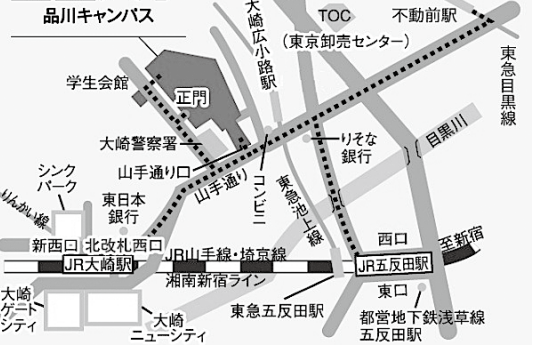 品川キャンパス
大崎広小路駅
TOC
(東京卸売センター)
不動前駅
東急目黒線
学生会館
正門
大崎警察署
山手通り口
山手通り
コンビニ
りそな
銀行
目黒川
シンク
パーク
りんかい線
東日本
銀行
東急池上線
新西口
北改札西口
JR大崎駅
JR山手線・埼京線
湘南新宿ライン
西口
至新宿
JR五反田駅
東口
大崎
ゲート
シティ
大崎
ニューシティ
東急五反田駅
都営地下鉄浅草線
五反田駅